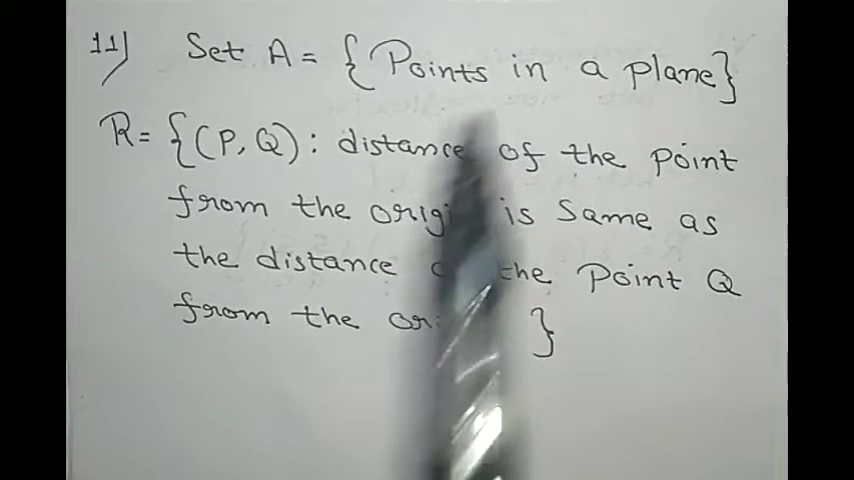 11) Set A = {Points in a plane}
R = {(P, Q) : distance of the point
from the is same as
the distance the Point Q
from the }